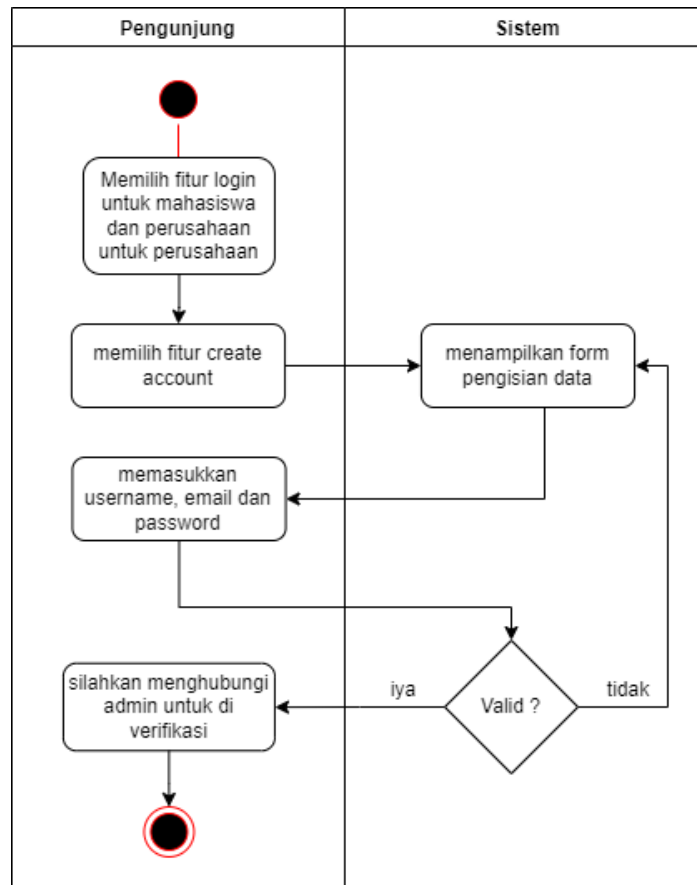 Pengunjung
Sistem
Memilih fitur login
untuk mahasiswa
dan perusahaan
untuk perusahaan
memilih fitur create
account
menampilkan form
pengisian data
memasukkan
username, email dan
password
silahkan menghubungi
admin untuk di
verifikasi
iya
Valid ?
tidak